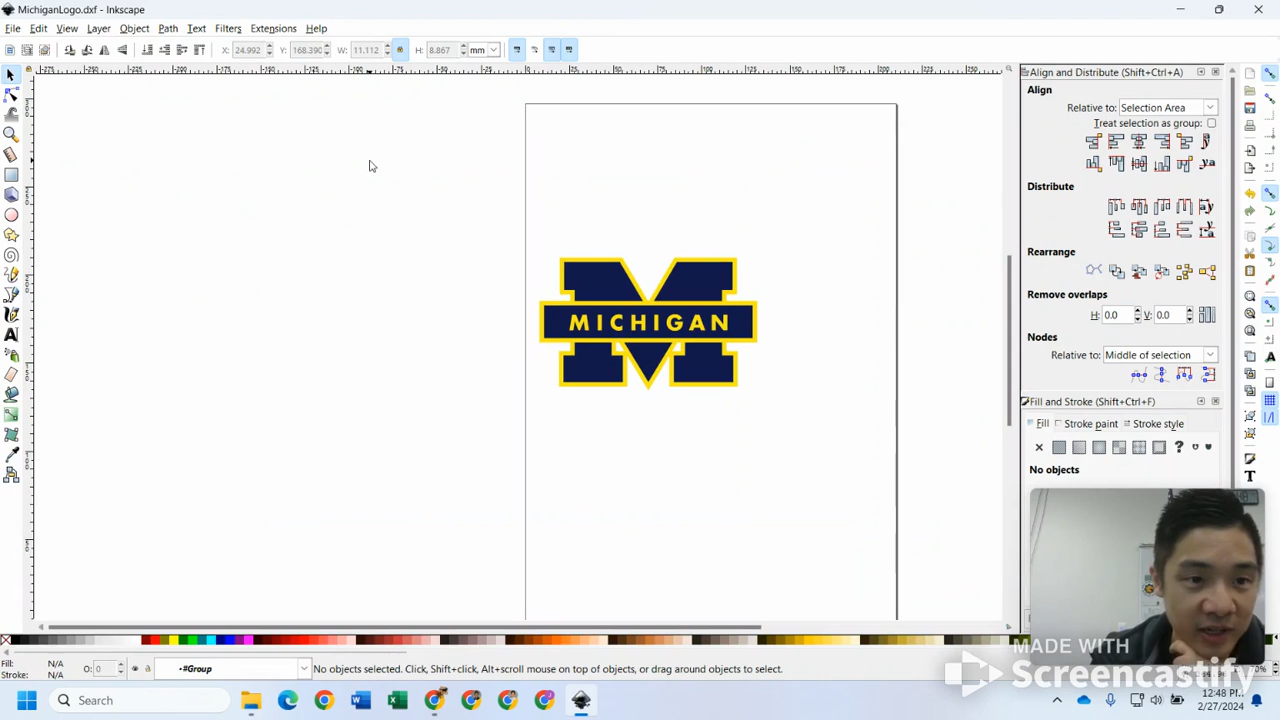 MichiganLogo.dxf - Inkscape
File Edit View Layer Object Path Text Filters Extensions Help
X: 24.992 Y: 168.390 W: 11.112 H: 8.867 mm
Align and Distribute (Shift+Ctrl+A)
Align
Relative to: Selection Area
Treat selection as group:
Distribute
Rearrange
Remove overlaps
H: 0.0 V: 0.0
Nodes
Relative to: Middle of selection
Fill and Stroke (Shift+Ctrl+F)
Fill Stroke paint Stroke style
No objects
MICHIGAN
Fill: N/A
Stroke: N/A
O: 0
#Group
No objects selected. Click, Shift+click, Alt+scroll mouse on top of objects, or drag around objects to select.
MADE WITH
Screencastify
Search
12:48 PM
2/27/2024